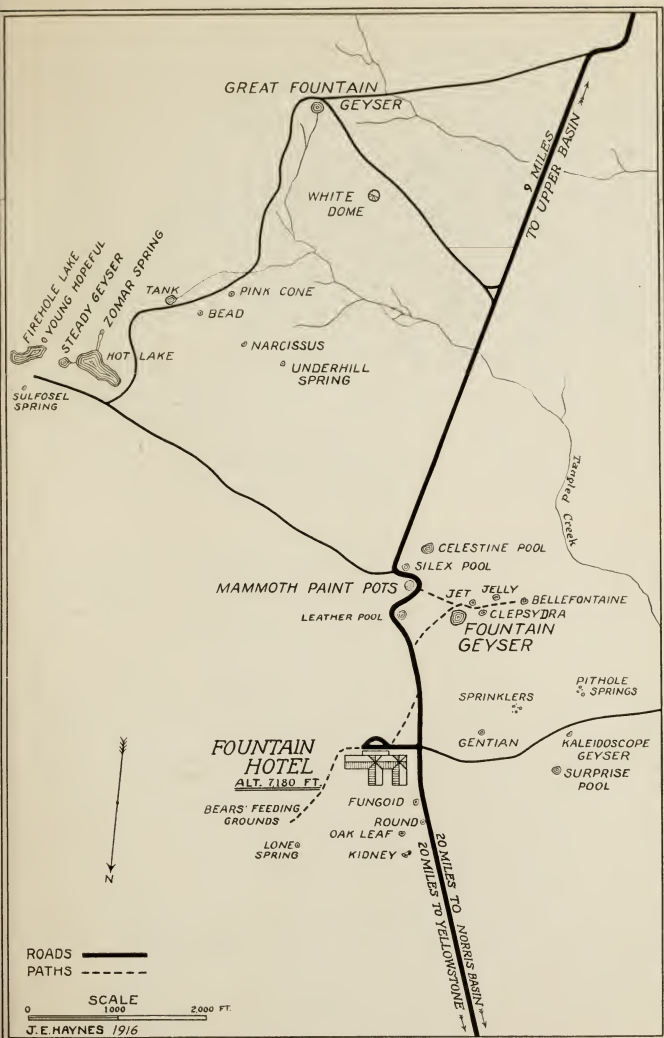 GREAT FOUNTAIN
GEYSER
9 MILES
TO UPPER BASIN
WHITE
DOME
FIREHOLE LAKE
YOUNG HOPEFUL
STEADY GEYSER
ZOMAR SPRING
TANK
PINK CONE
BEAD
HOT LAKE
NARCISSUS
UNDERHILL
SPRING
SULFOSEL
SPRING
Tangled Creek
CELESTINE POOL
SILEX POOL
MAMMOTH PAINT POTS
JET
JELLY
BELLEFONTAINE
LEATHER POOL
CLEPSYDRA
FOUNTAIN
GEYSER
PITHOLE
SPRINGS
SPRINKLERS
FOUNTAIN
HOTEL
ALT. 7,180 FT.
GENTIAN
KALEIDOSCOPE
GEYSER
SURPRISE
POOL
BEARS' FEEDING
GROUNDS
FUNGOID
ROUND
OAK LEAF
LONE
SPRING
KIDNEY
20 MILES TO NORRIS BASIN
20 MILES TO YELLOWSTONE
N
ROADS
PATHS
SCALE
0 1000 2,000 FT.
J. E. HAYNES 1916